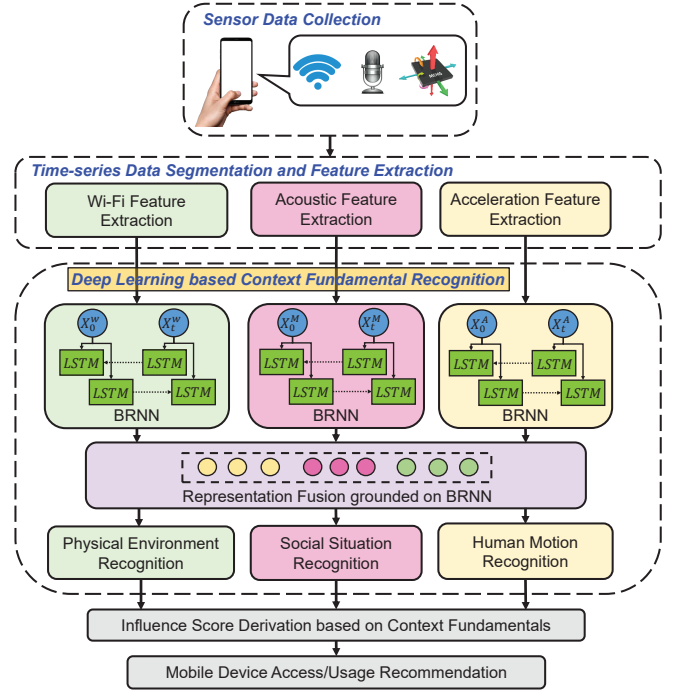 Sensor Data Collection
MEMS
Time-series Data Segmentation and Feature Extraction
Wi-Fi Feature
Extraction
Acoustic Feature
Extraction
Acceleration Feature
Extraction
Deep Learning based Context Fundamental Recognition
X_0^W
X_t^W
LSTM
LSTM
LSTM
LSTM
BRNN
X_0^M
X_t^M
LSTM
LSTM
LSTM
LSTM
BRNN
X_0^A
X_t^A
LSTM
LSTM
LSTM
LSTM
BRNN
Representation Fusion grounded on BRNN
Physical Environment
Recognition
Social Situation
Recognition
Human Motion
Recognition
Influence Score Derivation based on Context Fundamentals
Mobile Device Access/Usage Recommendation